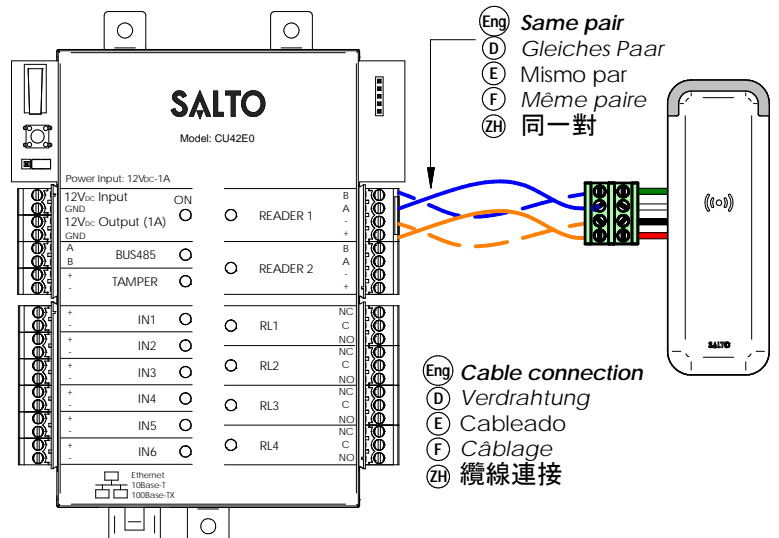 Eng Same pair
D Gleiches Paar
E Mismo par
F Même paire
ZH 同一對
SALTO
Model: CU42E0
Power Input: 12VDC-1A
12VDC Input
ON
GND
12VDC Output (1A)
GND
A
B
BUS485
+
-
TAMPER
+
-
IN1
+
-
IN2
+
-
IN3
+
-
IN4
+
-
IN5
+
-
IN6
READER 1
B
A
-
+
READER 2
B
A
-
+
RL1
NC
C
NO
RL2
NC
C
NO
RL3
NC
C
NO
RL4
NC
C
NO
Ethernet
10Base-T
100Base-TX
SALTO
Eng Cable connection
D Verdrahtung
E Cableado
F Câblage
ZH 纜線連接